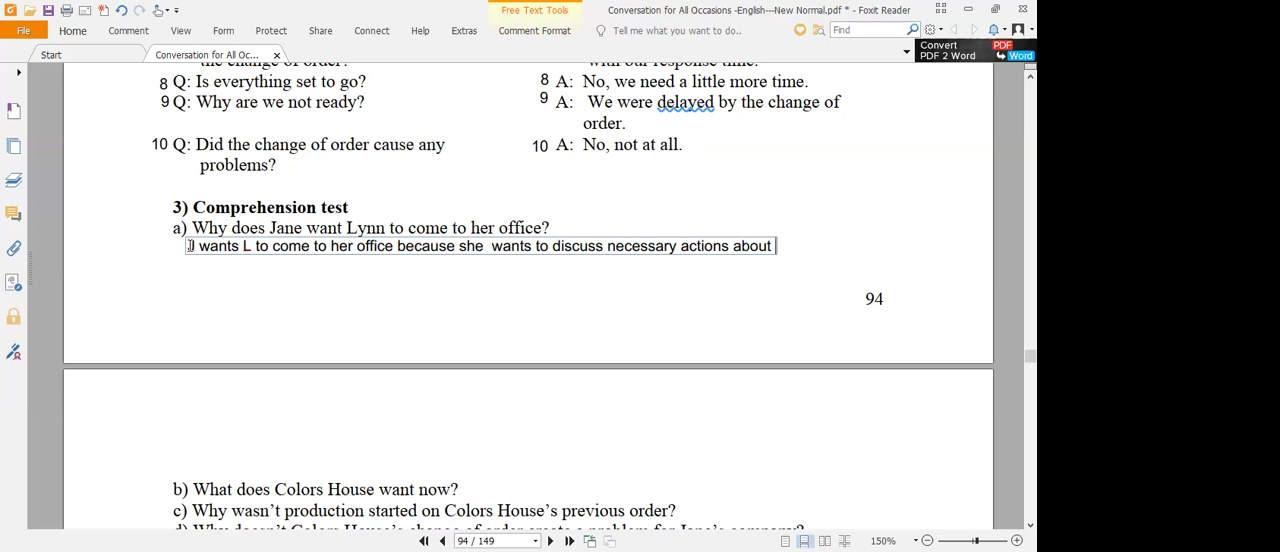 Free Text Tools
Conversation for All Occasions -English---New Normal.pdf * - Foxit Reader
File Home Comment View Form Protect Share Connect Help Extras Comment Format Tell me what you want to do.. Find
Start Conversation for All Oc...
Convert PDF
PDF 2 Word Word
8 Q: Is everything set to go? 8 A: No, we need a little more time.
9 Q: Why are we not ready? 9 A: We were delayed by the change of
order.
10 Q: Did the change of order cause any 10 A: No, not at all.
problems?
3) Comprehension test
a) Why does Jane want Lynn to come to her office?
wants L to come to her office because she wants to discuss necessary actions about
94
b) What does Colors House want now?
c) Why wasn't production started on Colors House's previous order?
94 / 149 150%